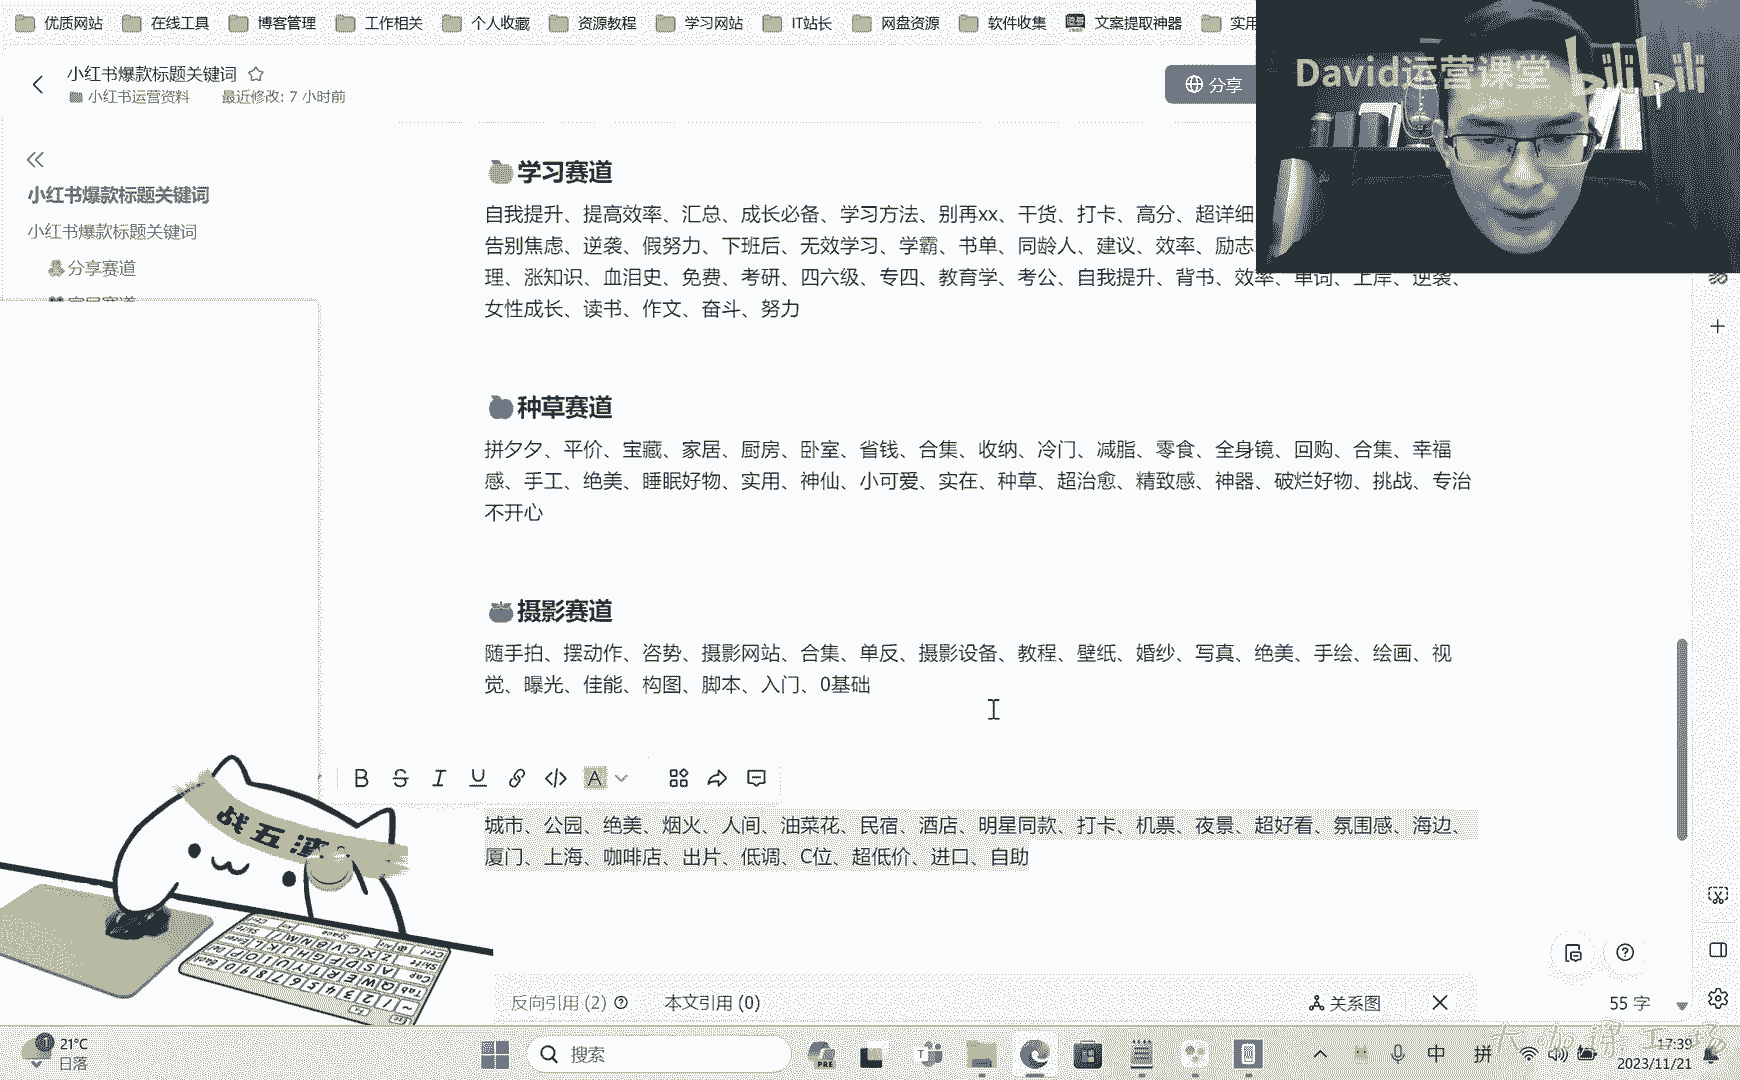 优质网站 在线工具 博客管理 工作相关 个人收藏 资源教程 学习网站 IT站长 网盘资源 软件收集 文案提取神器 实用
David运营课堂 bilibili
小红书爆款标题关键词
小红书运营资料 最近修改: 7 小时前
分享
小红书爆款标题关键词
小红书爆款标题关键词
分享赛道
学习赛道
自我提升、提高效率、汇总、成长必备、学习方法、别再xx、干货、打卡、高分、超详细
告别焦虑、逆袭、假努力、下班后、无效学习、学霸、书单、同龄人、建议、效率、励志
理、涨知识、血泪史、免费、考研、四六级、专四、教育学、考公、自我提升、背书、效率、单词、上岸、逆袭、
女性成长、读书、作文、奋斗、努力
种草赛道
拼夕夕、平价、宝藏、家居、厨房、卧室、省钱、合集、收纳、冷门、减脂、零食、全身镜、回购、合集、幸福
感、手工、绝美、睡眠好物、实用、神仙、小可爱、实在、种草、超治愈、精致感、神器、破烂好物、挑战、专治
不开心
摄影赛道
随手拍、摆动作、咨势、摄影网站、合集、单反、摄影设备、教程、壁纸、婚纱、写真、绝美、手绘、绘画、视
觉、曝光、佳能、构图、脚本、入门、0基础
B S I U A
城市、公园、绝美、烟火、人间、油菜花、民宿、酒店、明星同款、打卡、机票、夜景、超好看、氛围感、海边、
厦门、上海、咖啡店、出片、低调、C位、超低价、进口、自助
战五渣
反向引用 (2) 本文引用 (0) 关系图 55 字
21°C
日落
搜索
中 拼
17:39
2023/11/21